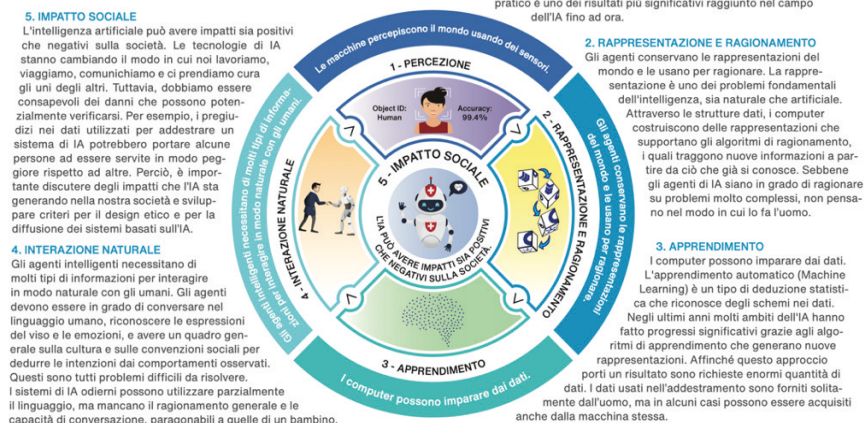 pratico è uno dei risultati più significativi raggiunto nel campo
dell'IA fino ad ora.
5. IMPATTO SOCIALE
L'intelligenza artificiale può avere impatti sia positivi
che negativi sulla società. Le tecnologie di IA
stanno cambiando il modo in cui noi lavoriamo,
viaggiamo, comunichiamo e ci prendiamo cura
gli uni degli altri. Tuttavia, dobbiamo essere
consapevoli dei danni che possono poten-
zialmente verificarsi. Per esempio, i pregiu-
dizi nei dati utilizzati per addestrare un
sistema di IA potrebbero portare alcune
persone ad essere servite in modo peg-
giore rispetto ad altre. Perciò, è impor-
tante discutere degli impatti che l'IA sta
generando nella nostra società e svilup-
pare criteri per il design etico e per la
diffusione dei sistemi basati sull'IA.
4. INTERAZIONE NATURALE
Gli agenti intelligenti necessitano di
molti tipi di informazioni per interagire
in modo naturale con gli umani. Gli agenti
devono essere in grado di conversare nel
linguaggio umano, riconoscere le espressioni
del viso e le emozioni, e avere un quadro gen-
erale sulla cultura e sulle convenzioni sociali per
dedurre le intenzioni dai comportamenti osservati.
Questi sono tutti problemi difficili da risolvere.
I sistemi di IA odierni possono utilizzare parzialmente
il linguaggio, ma mancano il ragionamento generale e le
capacità di conversazione, paragonabili a quelle di un bambino.
Le macchine percepiscono il mondo usando dei sensori.
1 - PERCEZIONE
Object ID:
Human
Accuracy:
99.4%
Gli agenti conservano le rappresentazioni
del mondo e le usano per ragionare.
2 - RAPPRESENTAZIONE E RAGIONAMENTO
5 - IMPATTO SOCIALE
L'IA PUÒ AVERE IMPATTI SIA POSITIVI
CHE NEGATIVI SULLA SOCIETÀ.
Gli agenti intelligenti necessitano di molti tipi di informa-
zioni per interagire in modo naturale con gli umani.
4 - INTERAZIONE NATURALE
3 - APPRENDIMENTO
I computer possono imparare dai dati.
2. RAPPRESENTAZIONE E RAGIONAMENTO
Gli agenti conservano le rappresentazioni del
mondo e le usano per ragionare. La rappre-
sentazione è uno dei problemi fondamentali
dell'intelligenza, sia naturale che artificiale.
Attraverso le strutture dati, i computer
costruiscono delle rappresentazioni che
supportano gli algoritmi di ragionamento,
i quali traggono nuove informazioni a par-
tire da ciò che già si conosce. Sebbene
gli agenti di IA siano in grado di ragionare
su problemi molto complessi, non pensa-
no nel modo in cui lo fa l'uomo.
3. APPRENDIMENTO
I computer possono imparare dai dati.
L'apprendimento automatico (Machine
Learning) è un tipo di deduzione statisti-
ca che riconosce degli schemi nei dati.
Negli ultimi anni molti ambiti dell'IA hanno
fatto progressi significativi grazie agli algo-
ritmi di apprendimento che generano nuove
rappresentazioni. Affinché questo approccio
porti un risultato sono richieste enormi quantità di
dati. I dati usati nell'addestramento sono forniti solita-
mente dall'uomo, ma in alcuni casi possono essere acquisiti
anche dalla macchina stessa.